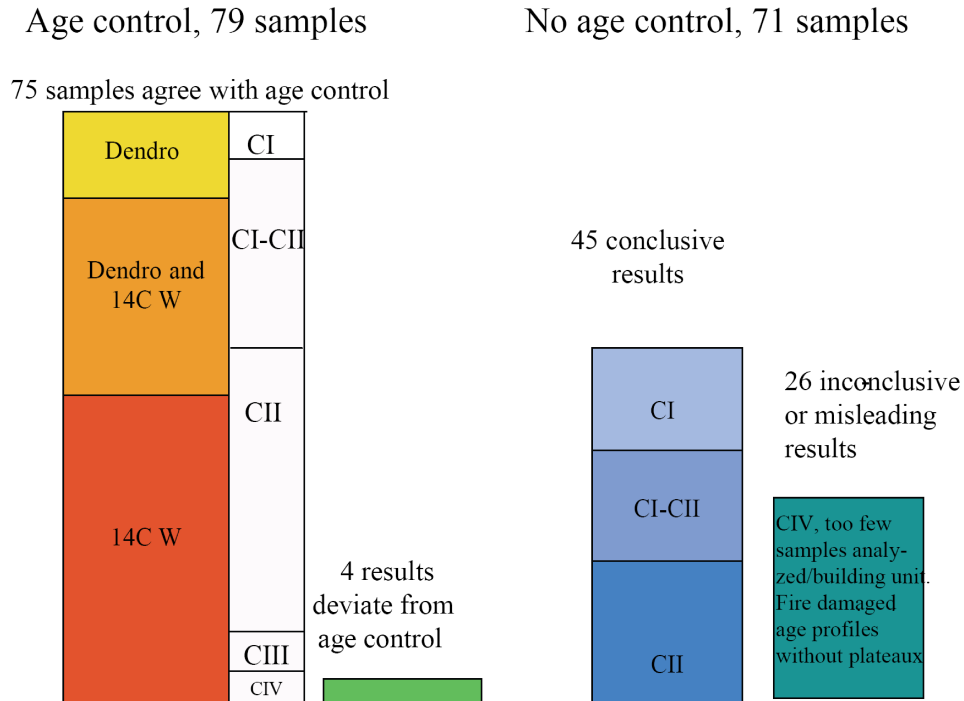 Age control, 79 samples
No age control, 71 samples
75 samples agree with age control
Dendro
Dendro and
14C W
14C W
CI
CI-CII
CII
CIII
CIV
4 results
deviate from
age control
45 conclusive
results
CI
CI-CII
CII
26 inconclusive
or misleading
results
CIV, too few
samples analy-
zed/building unit.
Fire damaged
age profiles
without plateaux